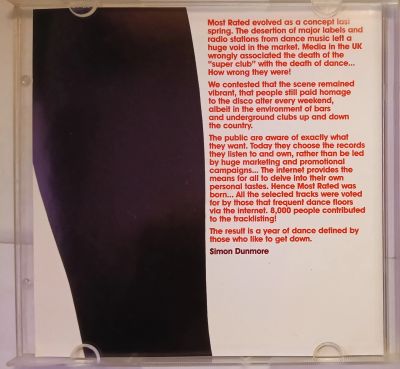 Most Rated evolved as a concept last
spring. The desertion of major labels and
radio stations from dance music left a
huge void in the market. Media in the UK
wrongly associated the death of the
"super club" with the death of dance...
How wrong they were!
We contested that the scene remained
vibrant, that people still paid homage
to the disco alter every weekend,
albeit in the environment of bars
and underground clubs up and down
the country.
The public are aware of exactly what
they want. Today they choose the records
they listen to and own, rather than be led
by huge marketing and promotional
campaigns... The internet provides the
means for all to delve into their own
personal tastes. Hence Most Rated was
born... All the selected tracks were voted
for by those that frequent dance floors
via the internet. 8,000 people contributed
to the tracklisting!
The result is a year of dance defined by
those who like to get down.
Simon Dunmore